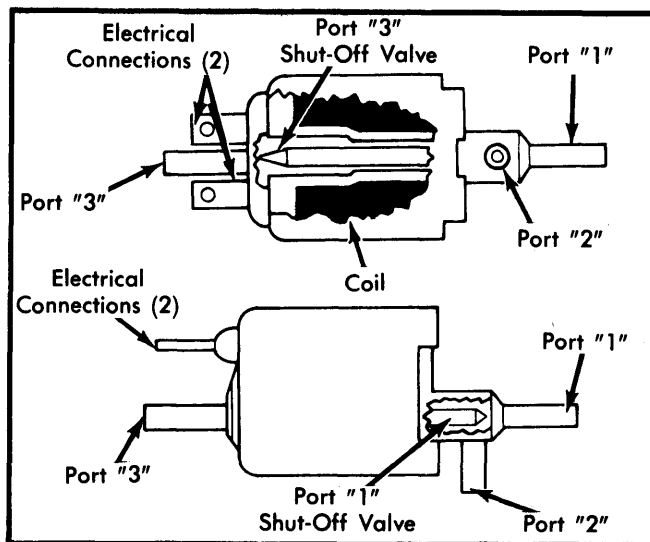 Electrical
Connections (2)
Port "3"
Shut-Off Valve
Port "1"
Port "3"
Port "2"
Coil
Electrical
Connections (2)
Port "1"
Port "3"
Port "1"
Shut-Off Valve
Port "2"